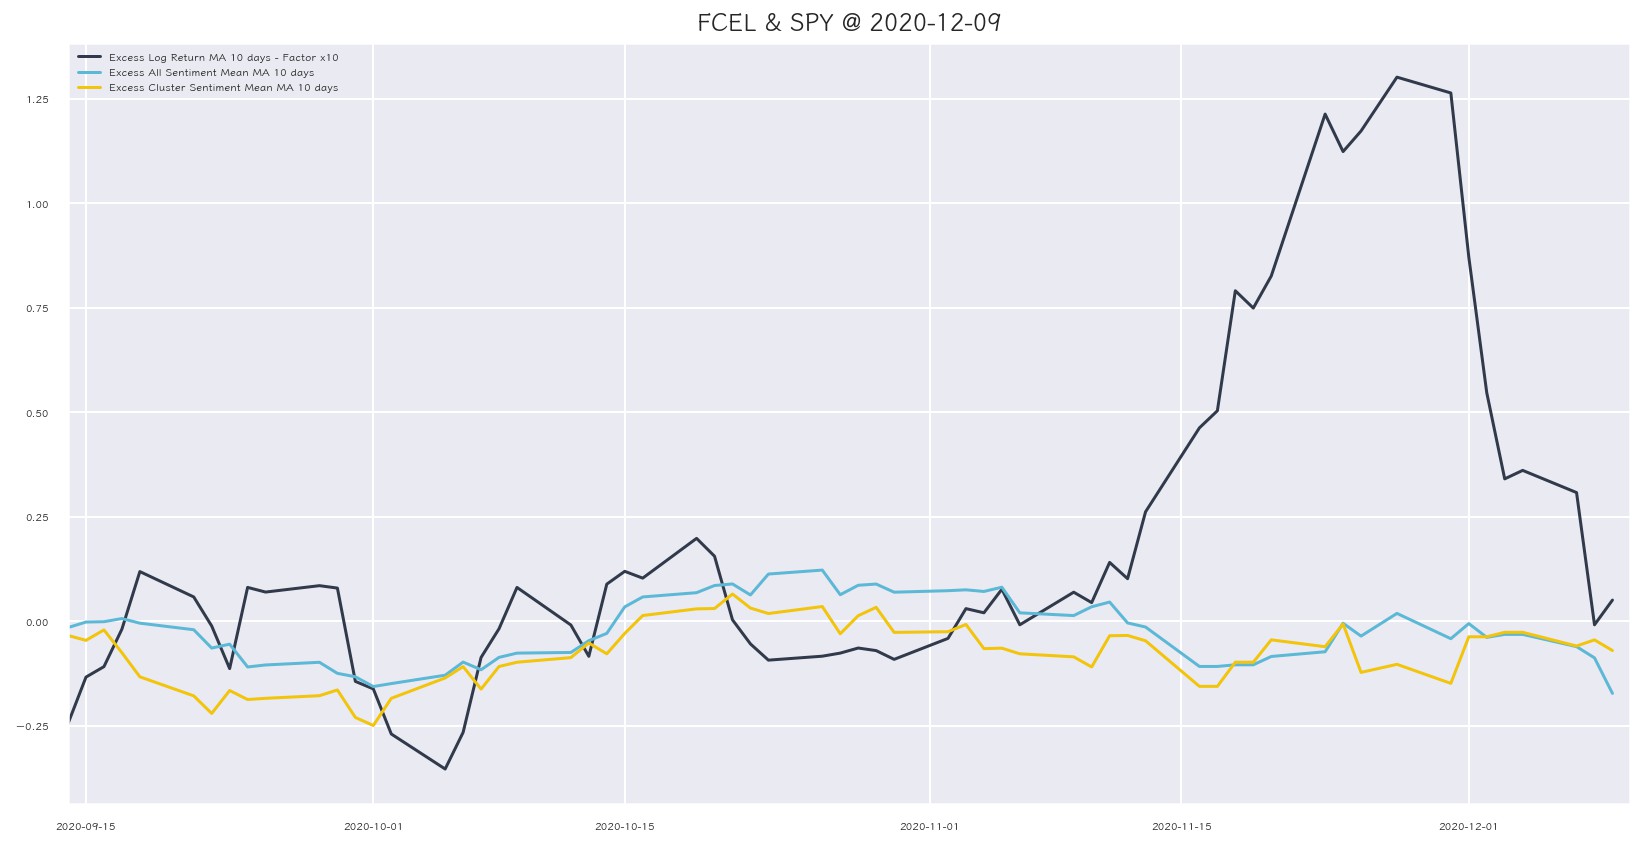 FCEL & SPY @ 2020-12-09
Excess Log Return MA 10 days - Factor x10
Excess All Sentiment Mean MA 10 days
Excess Cluster Sentiment Mean MA 10 days
1.25
1.00
0.75
0.50
0.25
0.00
−0.25
2020-09-15 2020-10-01 2020-10-15 2020-11-01 2020-11-15 2020-12-01